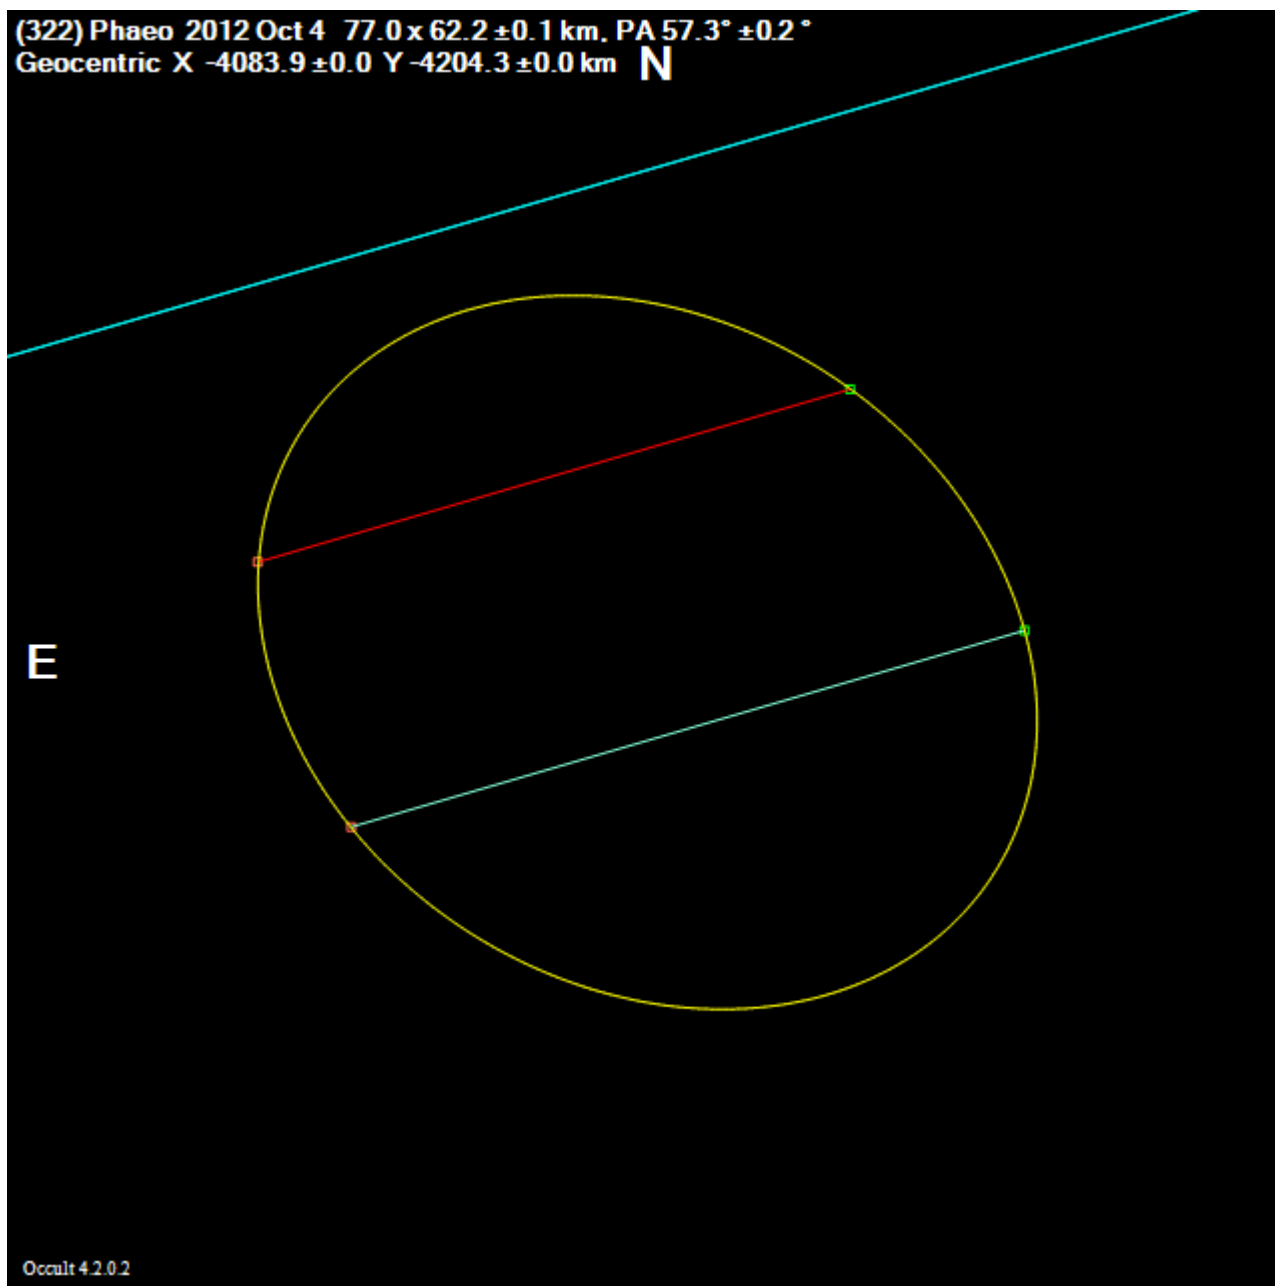 (322) Phaeo 2012 Oct 4 77.0 x 62.2 ±0.1 km, PA 57.3° ±0.2 °
Geocentric X -4083.9 ±0.0 Y -4204.3 ±0.0 km N
E
Occult 4.2.0.2